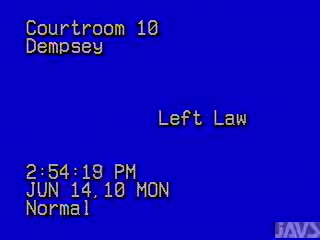 Courtroom 10
Dempsey
Left Law
2:54:19 PM
JUN 14,10 MON
Normal
JAVS